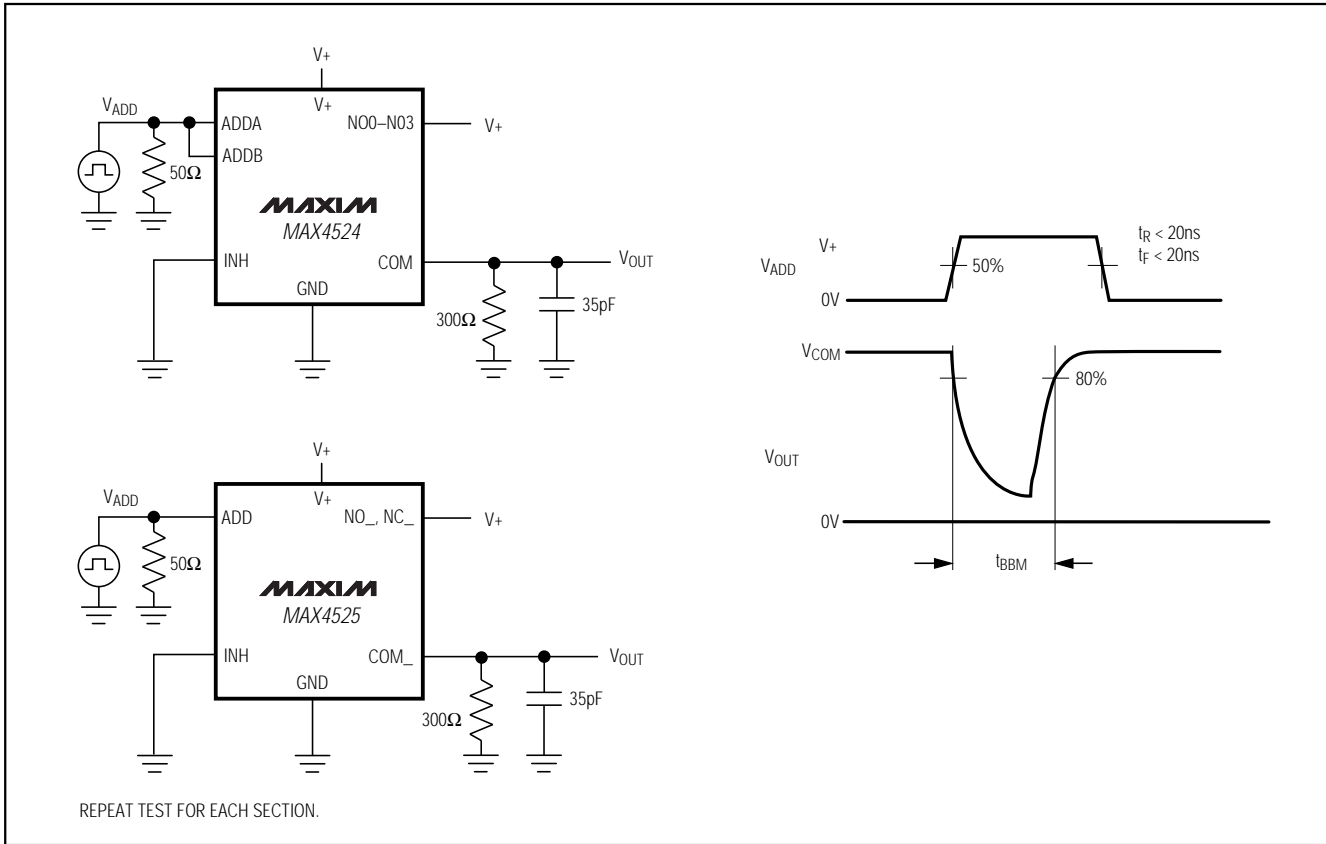 V+
VADD
V+
ADDA
NO0–NO3
V+
ADDB
50Ω
MAXIM
MAX4524
INH
COM
VOUT
GND
300Ω
35pF
V+
VADD
V+
ADD
NO_, NC_
V+
50Ω
MAXIM
MAX4525
INH
COM_
VOUT
GND
300Ω
35pF
REPEAT TEST FOR EACH SECTION.
V+
VADD
0V
50%
tR < 20ns
tF < 20ns
VCOM
80%
VOUT
0V
tBBM